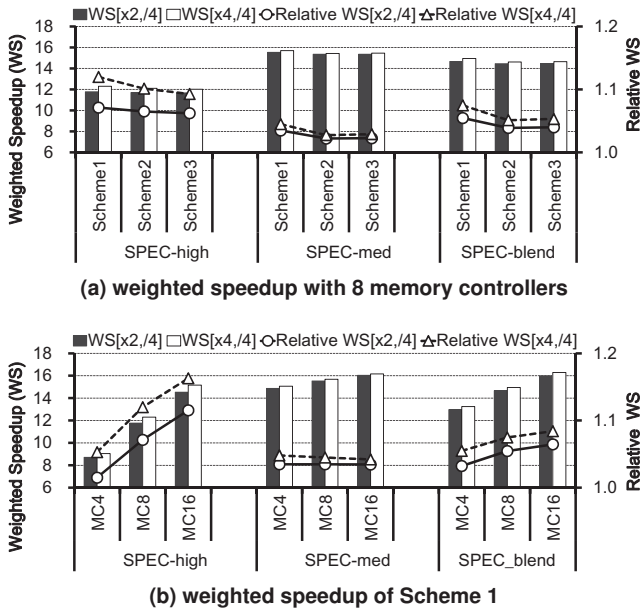 WS[x2,/4] WS[x4,/4] Relative WS[x2,/4] Relative WS[x4,/4]
Weighted Speedup (WS)
18 1.2
16
14
12 1.1
10
8
6 1.0
Relative WS
Scheme1 Scheme2 Scheme3 Scheme1 Scheme2 Scheme3 Scheme1 Scheme2 Scheme3
SPEC-high SPEC-med SPEC-blend
(a) weighted speedup with 8 memory controllers
WS[x2,/4] WS[x4,/4] Relative WS[x2,/4] Relative WS[x4,/4]
Weighted Speedup (WS)
18 1.2
16
14
12 1.1
10
8
6 1.0
Relative WS
MC4 MC8 MC16 MC4 MC8 MC16 MC4 MC8 MC16
SPEC-high SPEC-med SPEC_blend
(b) weighted speedup of Scheme 1